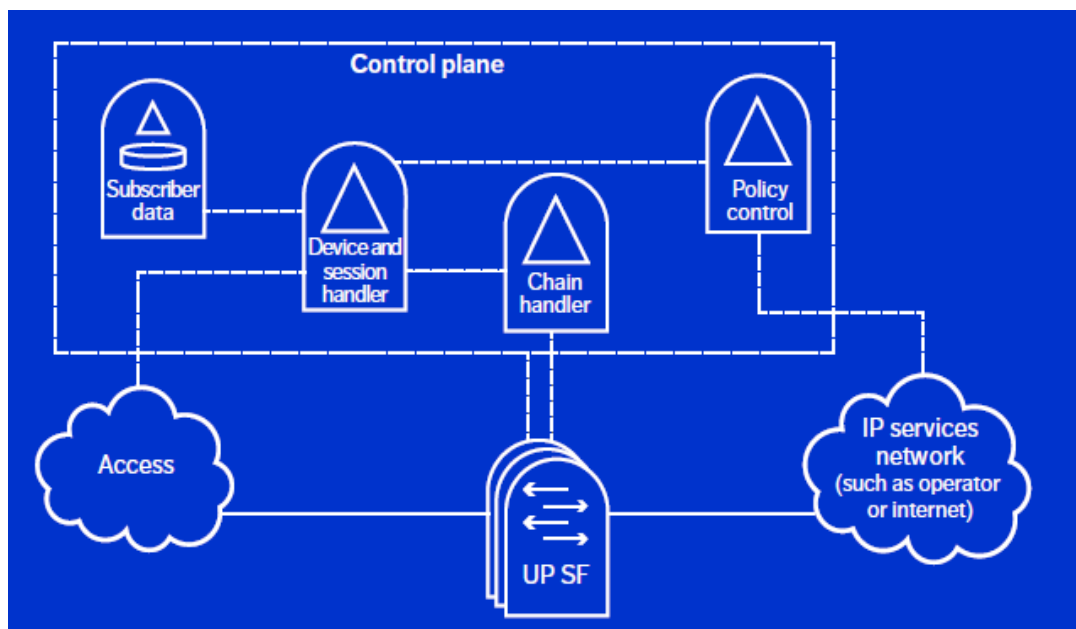 Control plane
Subscriber
data
Device and
session
handler
Chain
handler
Policy
control
Access
IP services
network
(such as operator
or internet)
UP SF